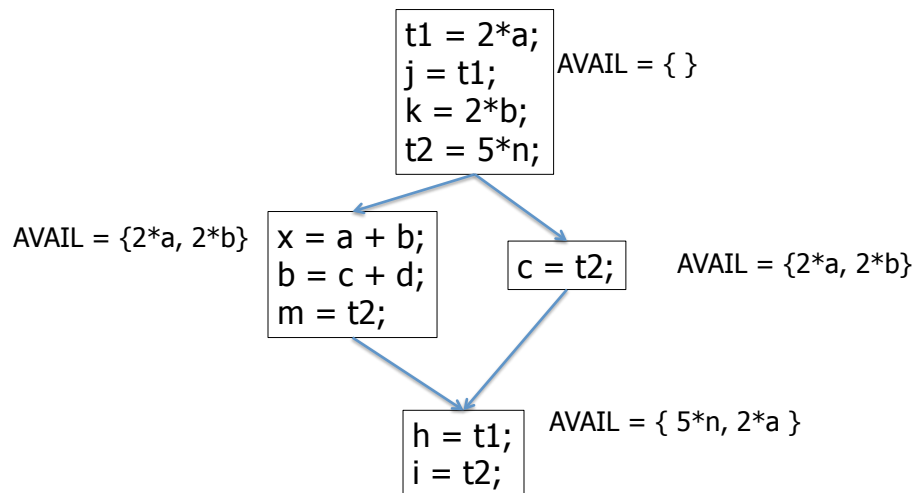 t1 = 2*a;
j = t1;
k = 2*b;
t2 = 5*n;
AVAIL = { }
AVAIL = {2*a, 2*b}
x = a + b;
b = c + d;
m = t2;
c = t2;
AVAIL = {2*a, 2*b}
h = t1;
i = t2;
AVAIL = { 5*n, 2*a }